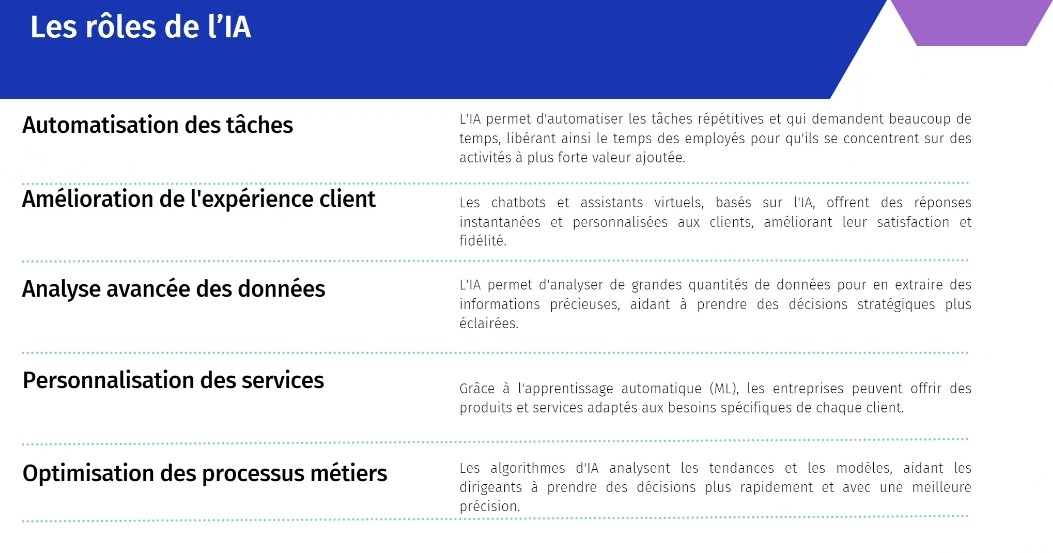 Les rôles de l’IA
Automatisation des tâches
L'IA permet d'automatiser les tâches répétitives et qui demandent beaucoup de
temps, libérant ainsi le temps des employés pour qu'ils se concentrent sur des
activités à plus forte valeur ajoutée.
Amélioration de l'expérience client
Les chatbots et assistants virtuels, basés sur l'IA, offrent des réponses
instantanées et personnalisées aux clients, améliorant leur satisfaction et
fidélité.
Analyse avancée des données
L'IA permet d'analyser de grandes quantités de données pour en extraire des
informations précieuses, aidant à prendre des décisions stratégiques plus
éclairées.
Personnalisation des services
Grâce à l'apprentissage automatique (ML), les entreprises peuvent offrir des
produits et services adaptés aux besoins spécifiques de chaque client.
Optimisation des processus métiers
Les algorithmes d'IA analysent les tendances et les modèles, aidant les
dirigeants à prendre des décisions plus rapidement et avec une meilleure
précision.